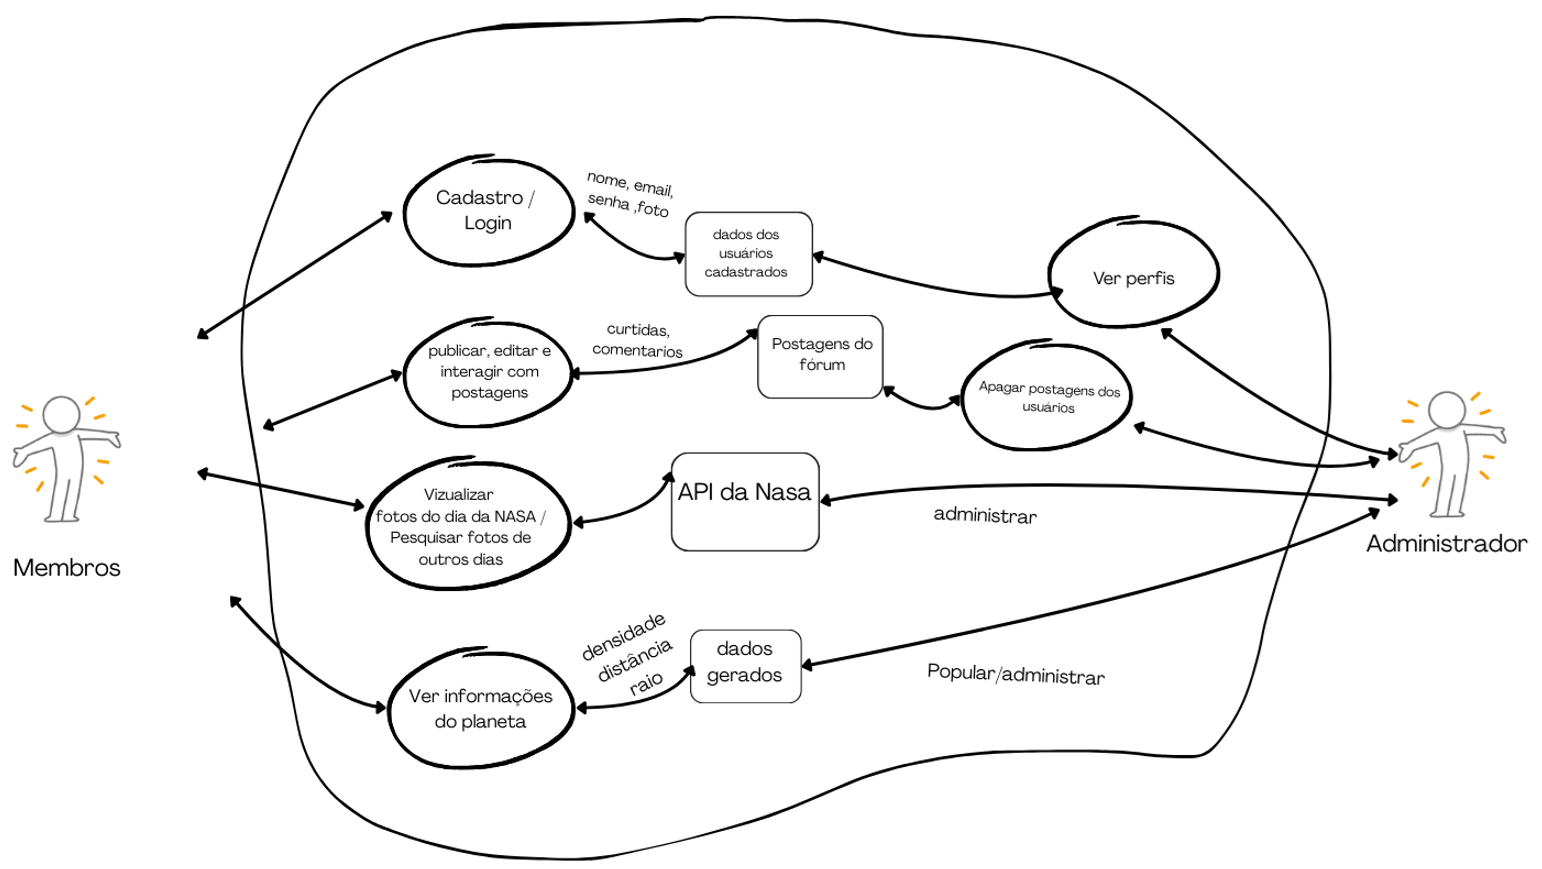 Cadastro /
Login
nome, email,
senha ,foto
dados dos
usuários
cadastrados
Ver perfis
publicar, editar e
interagir com
postagens
curtidas,
comentarios
Postagens do
fórum
Apagar postagens dos
usuários
Vizualizar
fotos do dia da NASA /
Pesquisar fotos de
outros dias
API da Nasa
administrar
Membros
Administrador
Ver informações
do planeta
densidade
distância
raio
dados
gerados
Popular/administrar